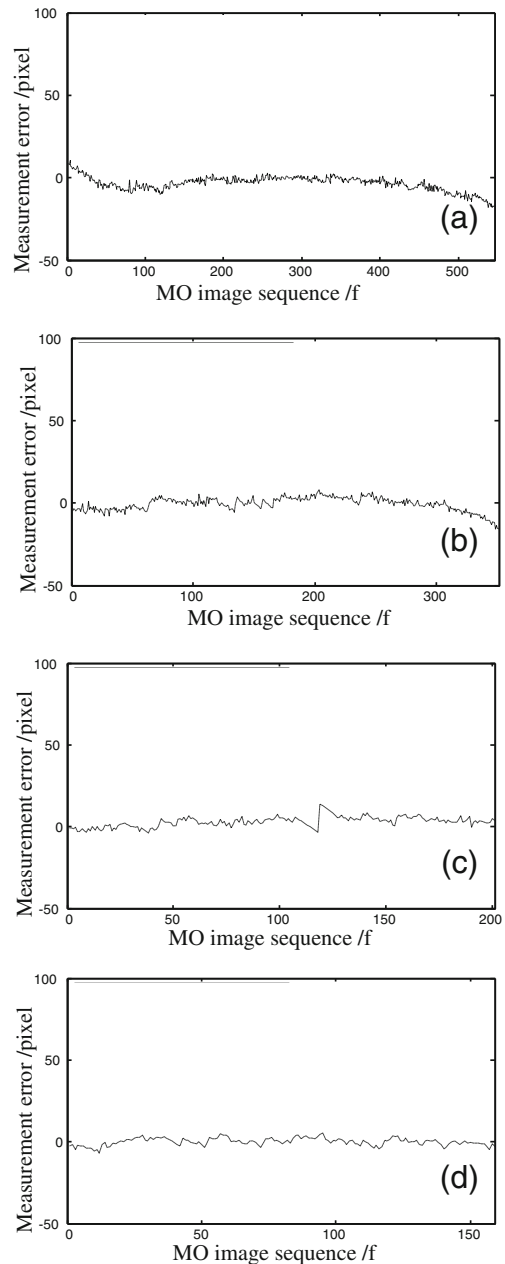 100
50
0
-50
Measurement error /pixel
(a)
0 100 200 300 400 500
MO image sequence /f
100
50
0
-50
Measurement error /pixel
(b)
0 100 200 300
MO image sequence /f
100
50
0
-50
Measurement error /pixel
(c)
0 50 100 150 200
MO image sequence /f
100
50
0
-50
Measurement error /pixel
(d)
0 50 100 150
MO image sequence /f